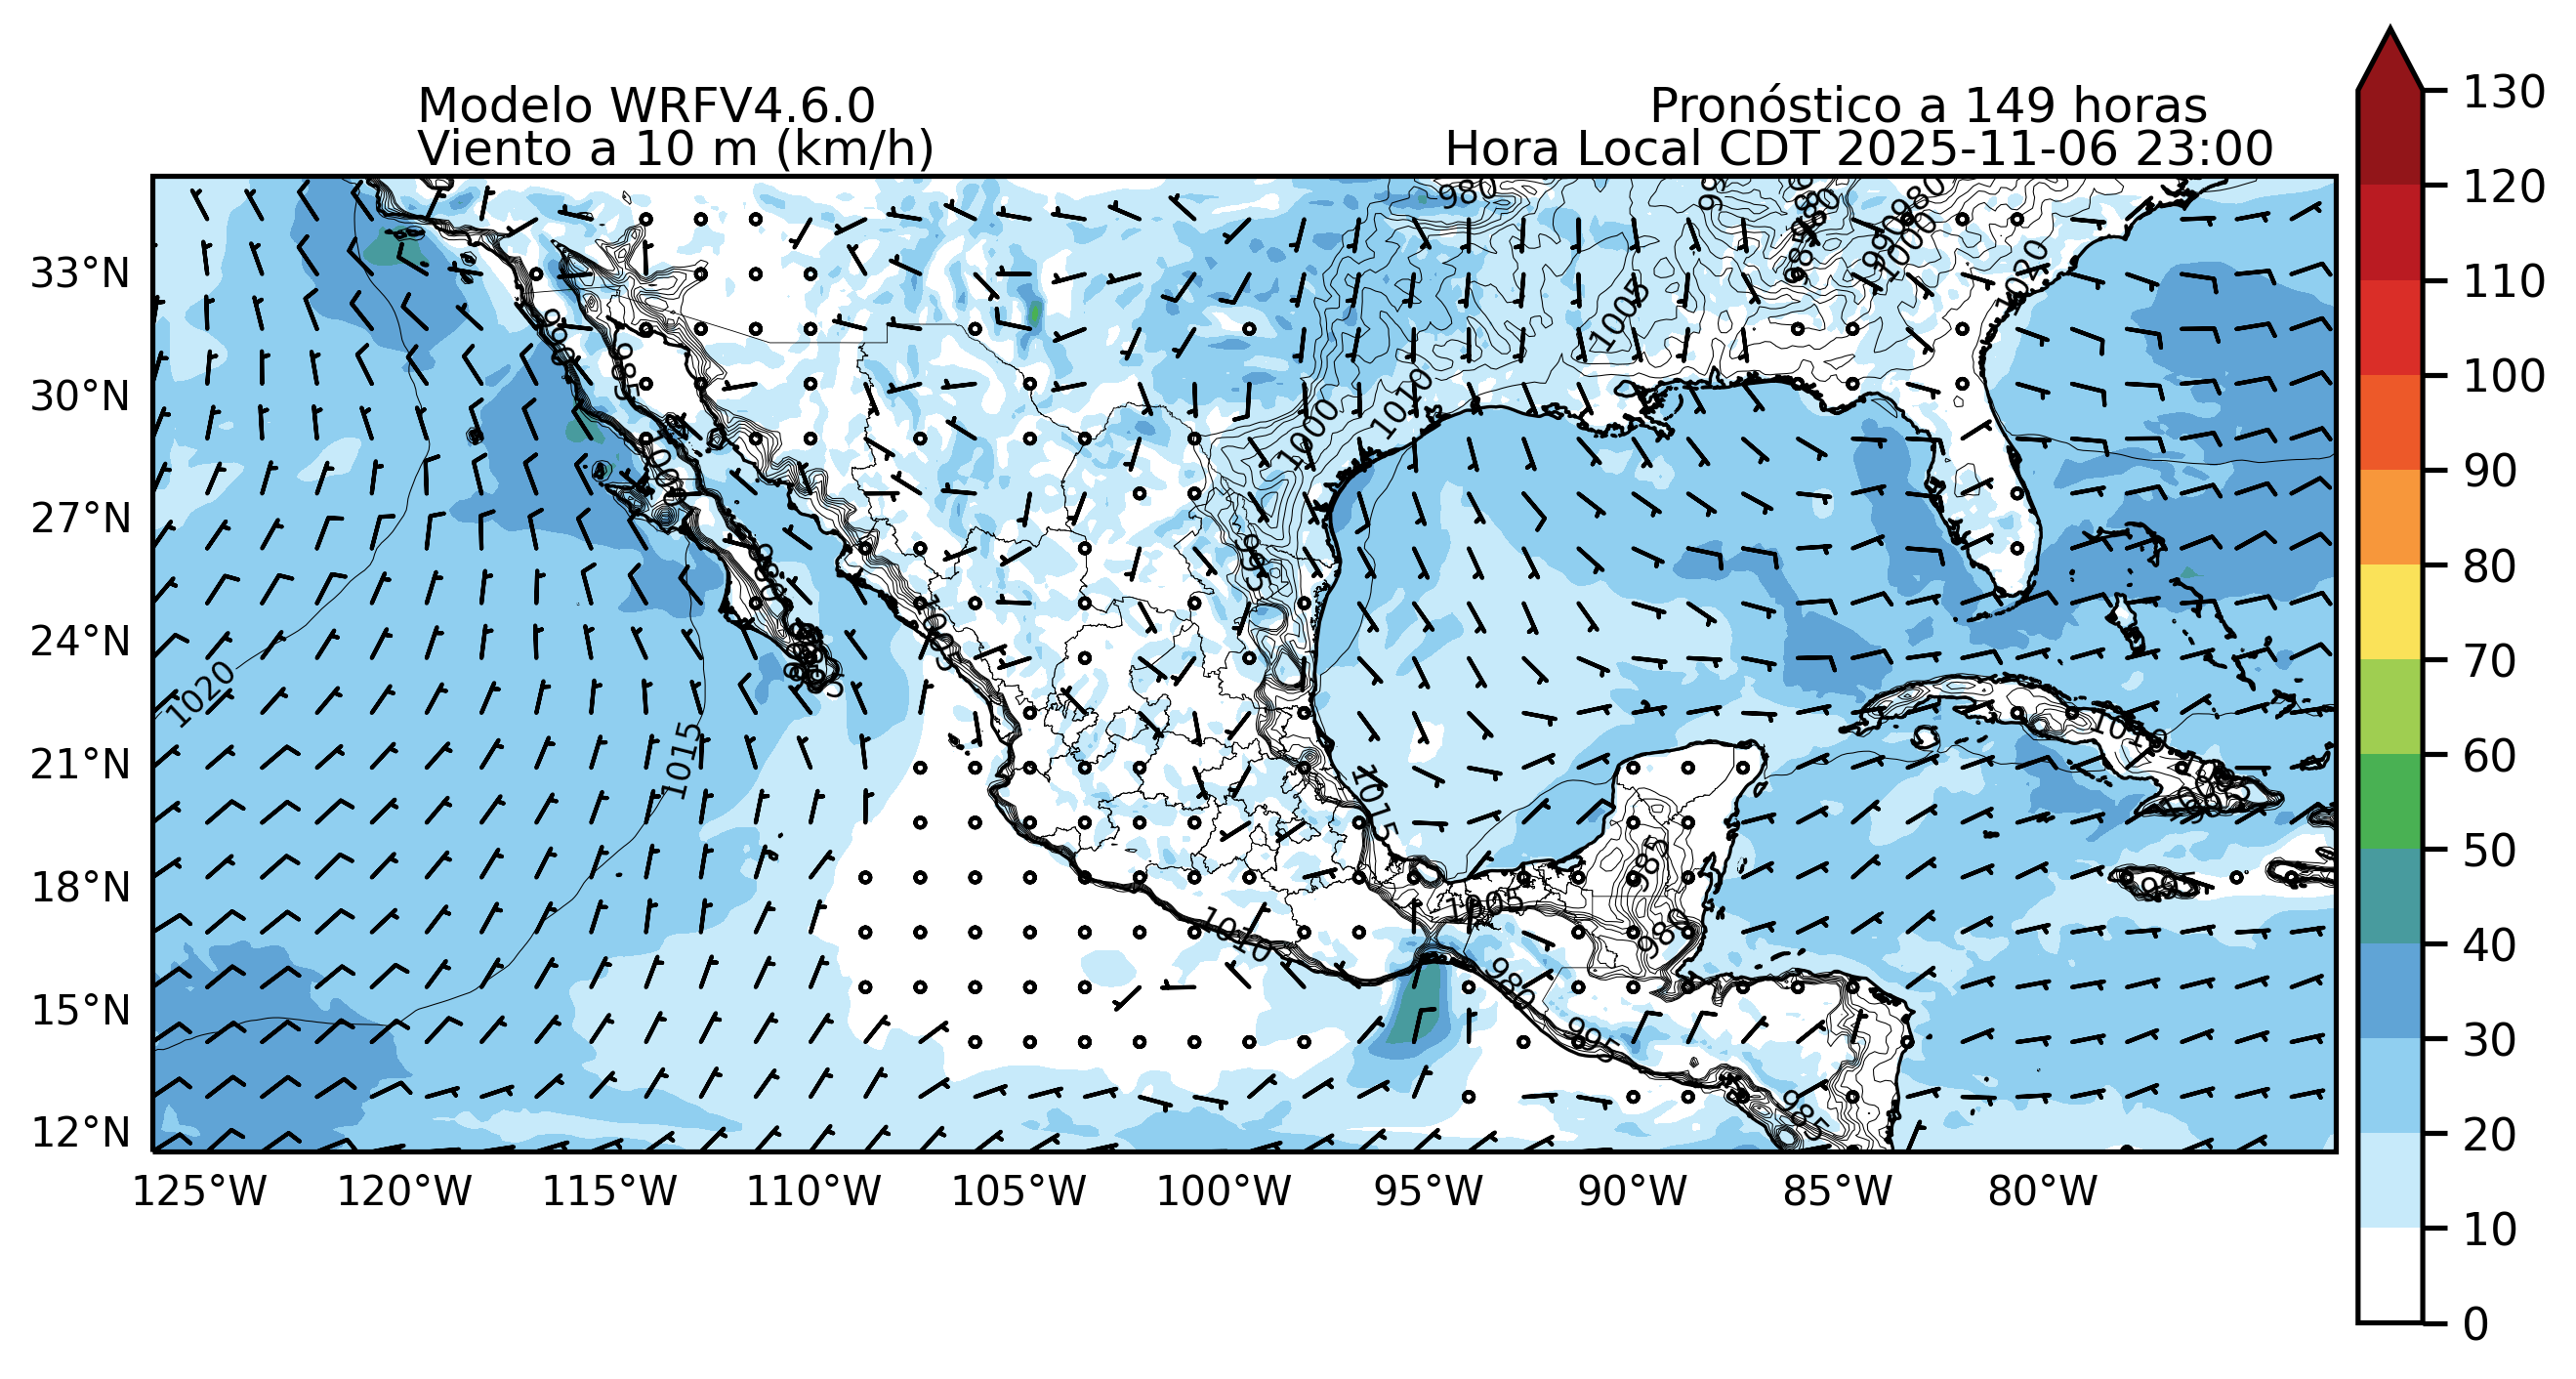 Modelo WRFV4.6.0
Viento a 10 m (km/h)
Pronóstico a 149 horas
Hora Local CDT 2025-11-06 23:00
33°N
30°N
27°N
24°N
21°N
18°N
15°N
12°N
125°W
120°W
115°W
110°W
105°W
100°W
95°W
90°W
85°W
80°W
130
120
110
100
90
80
70
60
50
40
30
20
10
0
980
1020
1005
1010
1000
1005
1020
1015
1015
1005
1010
985
980
980
995
985